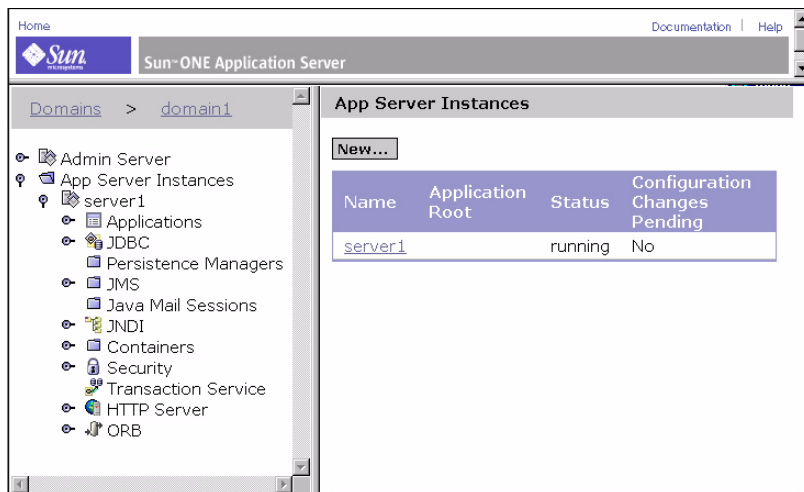 Home
Documentation | Help
Sun
microsystems
Sun™ONE Application Server
Domains > domain1
Admin Server
App Server Instances
server1
Applications
JDBC
Persistence Managers
JMS
Java Mail Sessions
JNDI
Containers
Security
Transaction Service
HTTP Server
ORB
App Server Instances
New...
Name Application Root Status Configuration Changes Pending
server1 running No